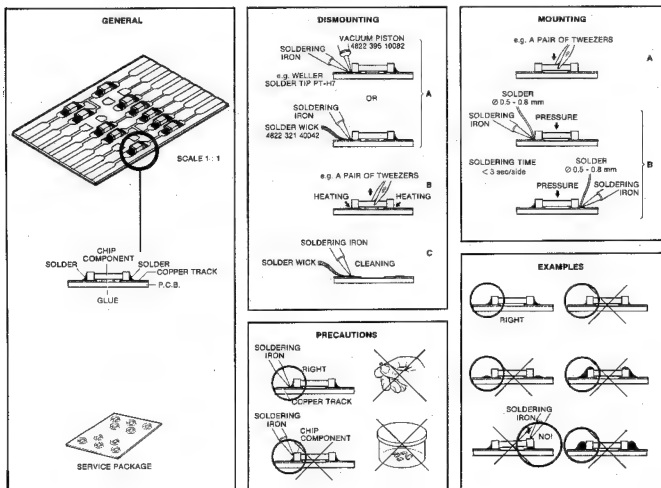 GENERAL
SCALE 1 : 1
CHIP
COMPONENT
SOLDER
SOLDER
COPPER TRACK
P.C.B.
GLUE
SERVICE PACKAGE
DISMOUNTING
VACUUM PISTON
4822 395 10082
SOLDERING
IRON
e.g. WELLER
SOLDER TIP PT-H7
A
OR
SOLDERING
IRON
SOLDER WICK
4822 321 40042
e.g. A PAIR OF TWEEZERS
B
HEATING
HEATING
C
SOLDERING IRON
SOLDER WICK
CLEANING
PRECAUTIONS
SOLDERING
IRON
RIGHT
COPPER TRACK
SOLDERING
IRON
CHIP
COMPONENT
MOUNTING
e.g. A PAIR OF TWEEZERS
A
SOLDER
Ø 0.5 - 0.8 mm
SOLDERING
IRON
PRESSURE
SOLDERING TIME
< 3 sec/side
SOLDER
Ø 0.5 - 0.8 mm
B
PRESSURE
SOLDERING
IRON
EXAMPLES
RIGHT
SOLDERING
IRON
NO!